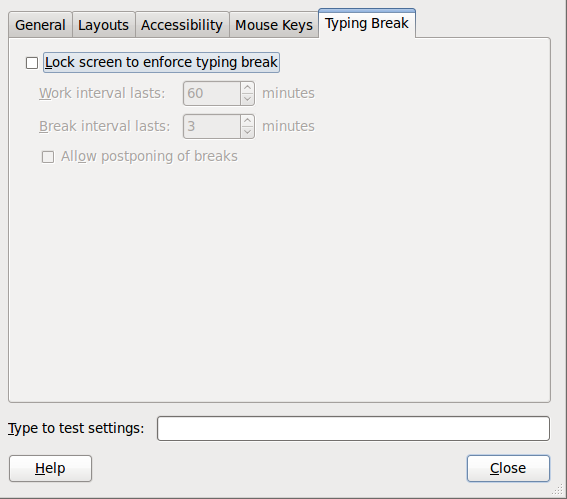 General Layouts Accessibility Mouse Keys Typing Break
Lock screen to enforce typing break
Work interval lasts: 60 minutes
Break interval lasts: 3 minutes
Allow postponing of breaks
Type to test settings:
Help Close